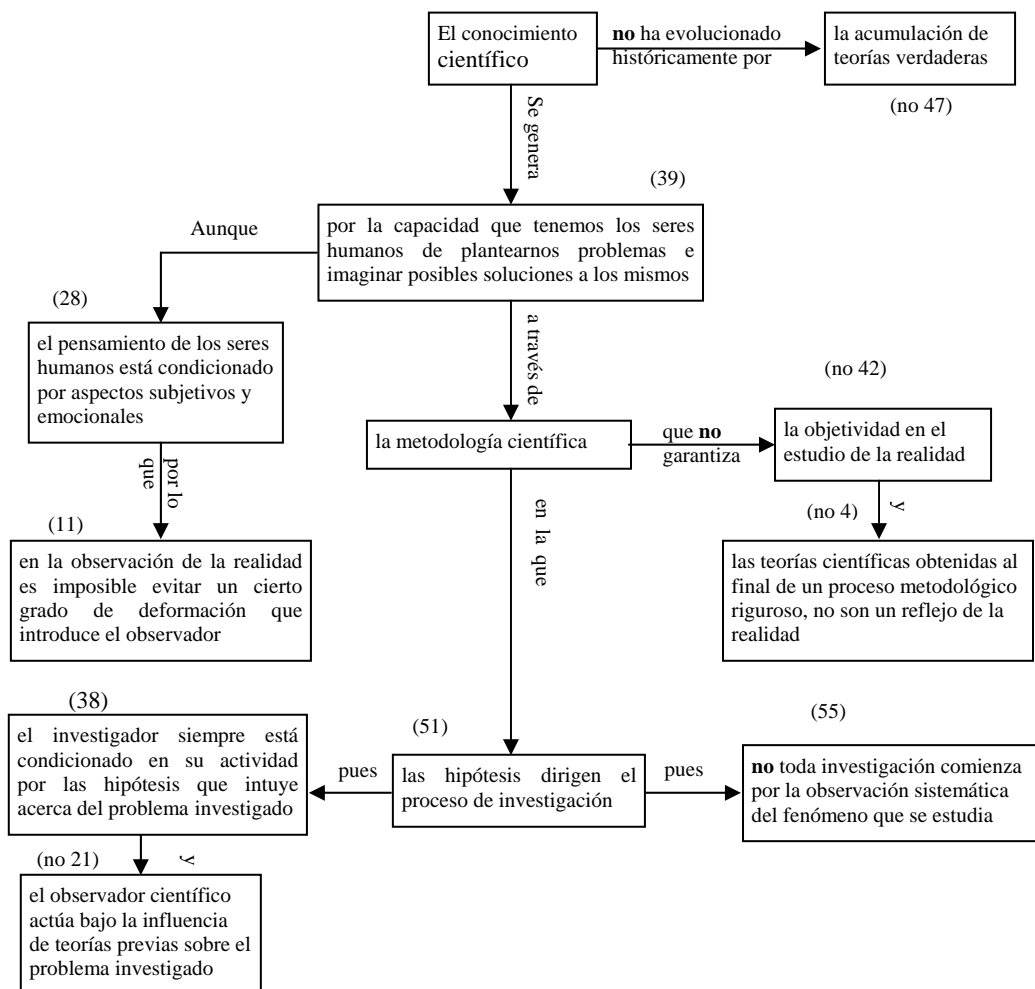 El conocimiento
científico
no ha evolucionado
históricamente por
la acumulación de
teorías verdaderas
(no 47)
Se genera
(39)
por la capacidad que tenemos los seres
humanos de plantearnos problemas e
imaginar posibles soluciones a los mismos
Aunque
(28)
el pensamiento de los seres
humanos está condicionado
por aspectos subjetivos y
emocionales
por lo
que
(11)
en la observación de la realidad
es imposible evitar un cierto
grado de deformación que
introduce el observador
a través de
la metodología científica
que no
garantiza
(no 42)
la objetividad en el
estudio de la realidad
(no 4)
y
las teorías científicas obtenidas al
final de un proceso metodológico
riguroso, no son un reflejo de la
realidad
en la que
(51)
las hipótesis dirigen el
proceso de investigación
pues
(38)
el investigador siempre está
condicionado en su actividad
por las hipótesis que intuye
acerca del problema investigado
(no 21)
y
el observador científico
actúa bajo la influencia
de teorías previas sobre el
problema investigado
pues
(55)
no toda investigación comienza
por la observación sistemática
del fenómeno que se estudia